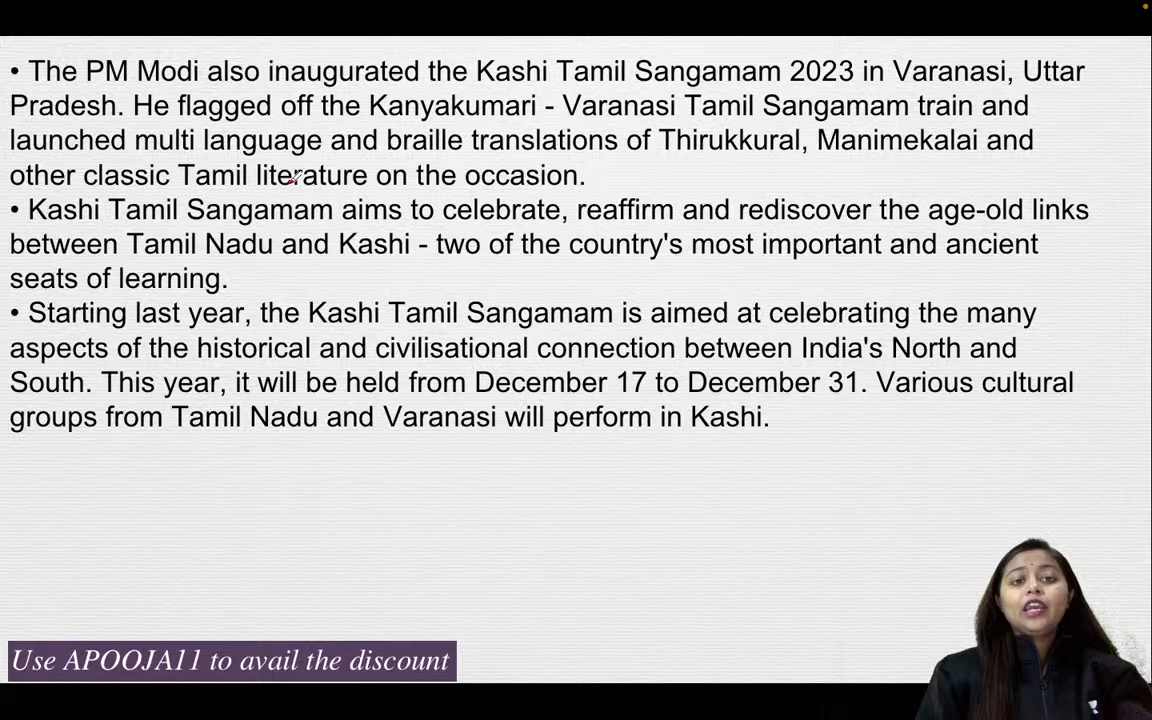 • The PM Modi also inaugurated the Kashi Tamil Sangamam 2023 in Varanasi, Uttar
Pradesh. He flagged off the Kanyakumari - Varanasi Tamil Sangamam train and
launched multi language and braille translations of Thirukkural, Manimekalai and
other classic Tamil literature on the occasion.
• Kashi Tamil Sangamam aims to celebrate, reaffirm and rediscover the age-old links
between Tamil Nadu and Kashi - two of the country's most important and ancient
seats of learning.
• Starting last year, the Kashi Tamil Sangamam is aimed at celebrating the many
aspects of the historical and civilisational connection between India's North and
South. This year, it will be held from December 17 to December 31. Various cultural
groups from Tamil Nadu and Varanasi will perform in Kashi.
Use APOOJA11 to avail the discount